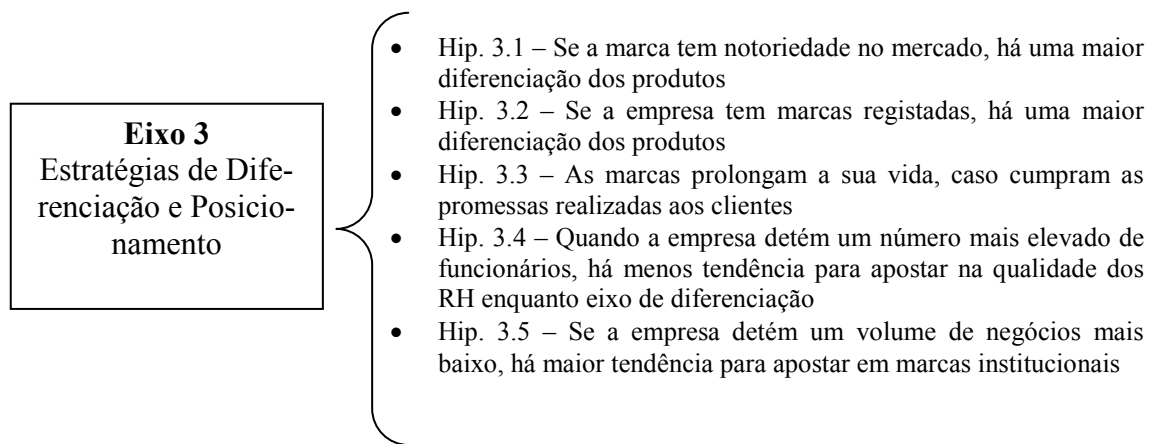 Eixo 3
Estratégias de Dife-
renciação e Posicio-
namento
• Hip. 3.1 – Se a marca tem notoriedade no mercado, há uma maior
diferenciação dos produtos
• Hip. 3.2 – Se a empresa tem marcas registadas, há uma maior
diferenciação dos produtos
• Hip. 3.3 – As marcas prolongam a sua vida, caso cumpram as
promessas realizadas aos clientes
• Hip. 3.4 – Quando a empresa detém um número mais elevado de
funcionários, há menos tendência para apostar na qualidade dos
RH enquanto eixo de diferenciação
• Hip. 3.5 – Se a empresa detém um volume de negócios mais
baixo, há maior tendência para apostar em marcas institucionais